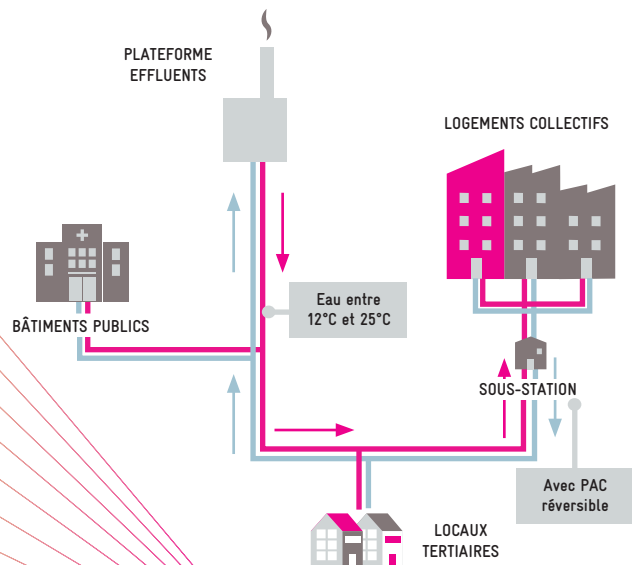 PLATEFORME
EFFLUENTS
LOGEMENTS COLLECTIFS
BÂTIMENTS PUBLICS
Eau entre
12°C et 25°C
SOUS-STATION
Avec PAC
réversible
LOCAUX
TERTIAIRES